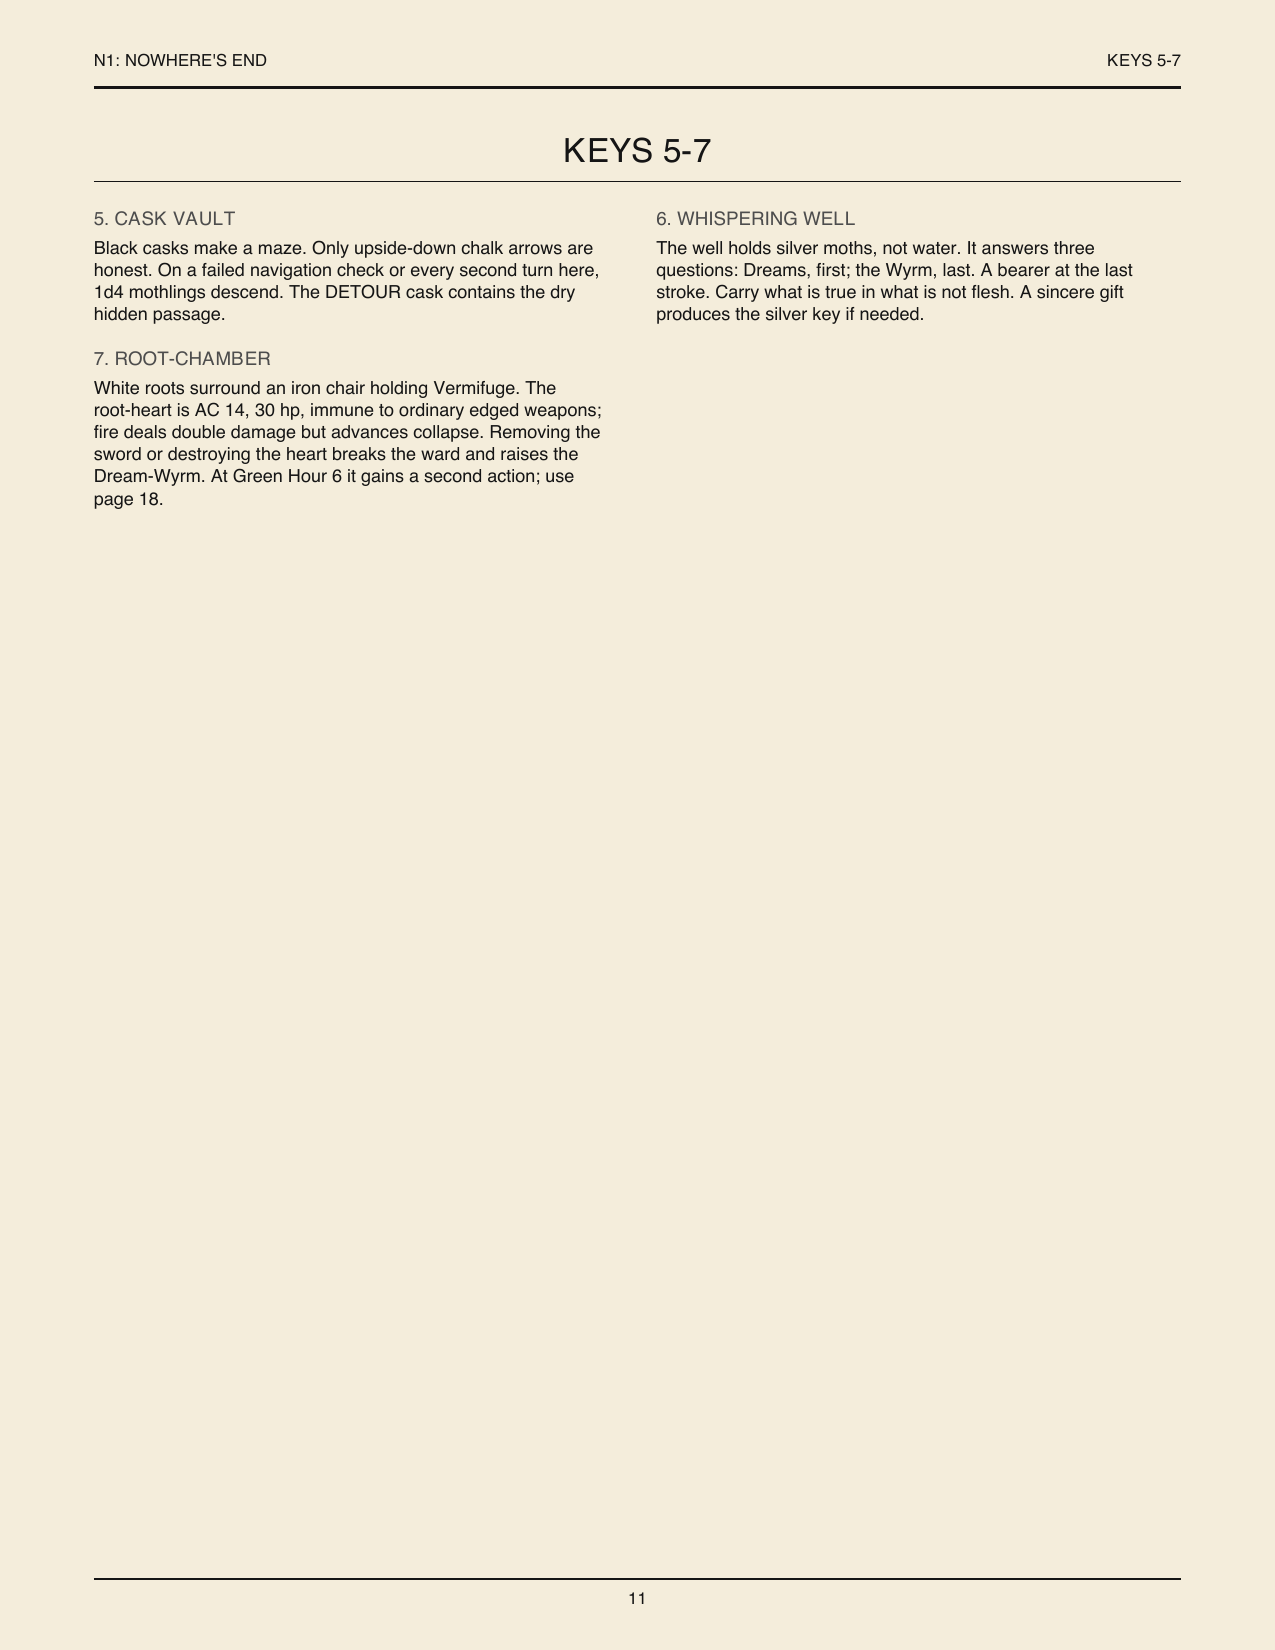 N1: NOWHERE'S END
KEYS 5-7
KEYS 5-7
5. CASK VAULT
Black casks make a maze. Only upside-down chalk arrows are
honest. On a failed navigation check or every second turn here,
1d4 mothlings descend. The DETOUR cask contains the dry
hidden passage.
6. WHISPERING WELL
The well holds silver moths, not water. It answers three
questions: Dreams, first; the Wyrm, last. A bearer at the last
stroke. Carry what is true in what is not flesh. A sincere gift
produces the silver key if needed.
7. ROOT-CHAMBER
White roots surround an iron chair holding Vermifuge. The
root-heart is AC 14, 30 hp, immune to ordinary edged weapons;
fire deals double damage but advances collapse. Removing the
sword or destroying the heart breaks the ward and raises the
Dream-Wyrm. At Green Hour 6 it gains a second action; use
page 18.
11